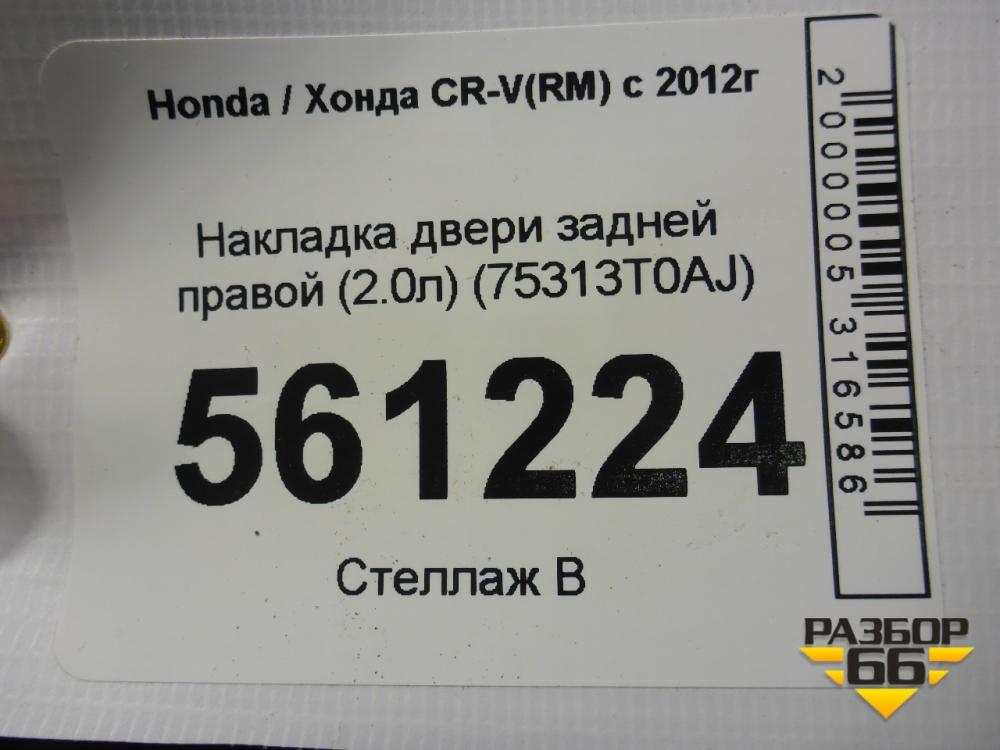 Honda / Хонда CR-V(RM) с 2012г
Накладка двери задней
правой (2.0л) (75313T0AJ)
561224
Стеллаж В
2000005316586
РАЗБОР
66